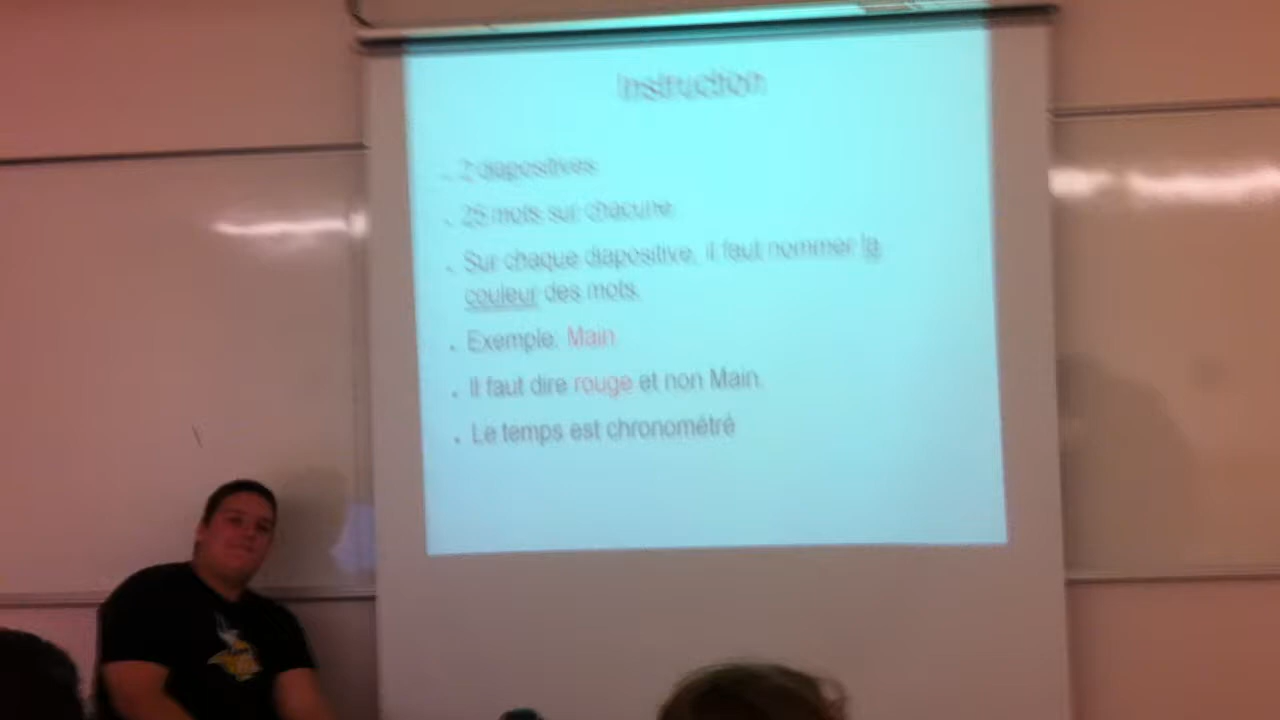 Instruction
. 2 diapositives
. 25 mots sur chacune
. Sur chaque diapositive, il faut nommer la
couleur des mots.
. Exemple: Main
. Il faut dire rouge et non Main.
. Le temps est chronométré